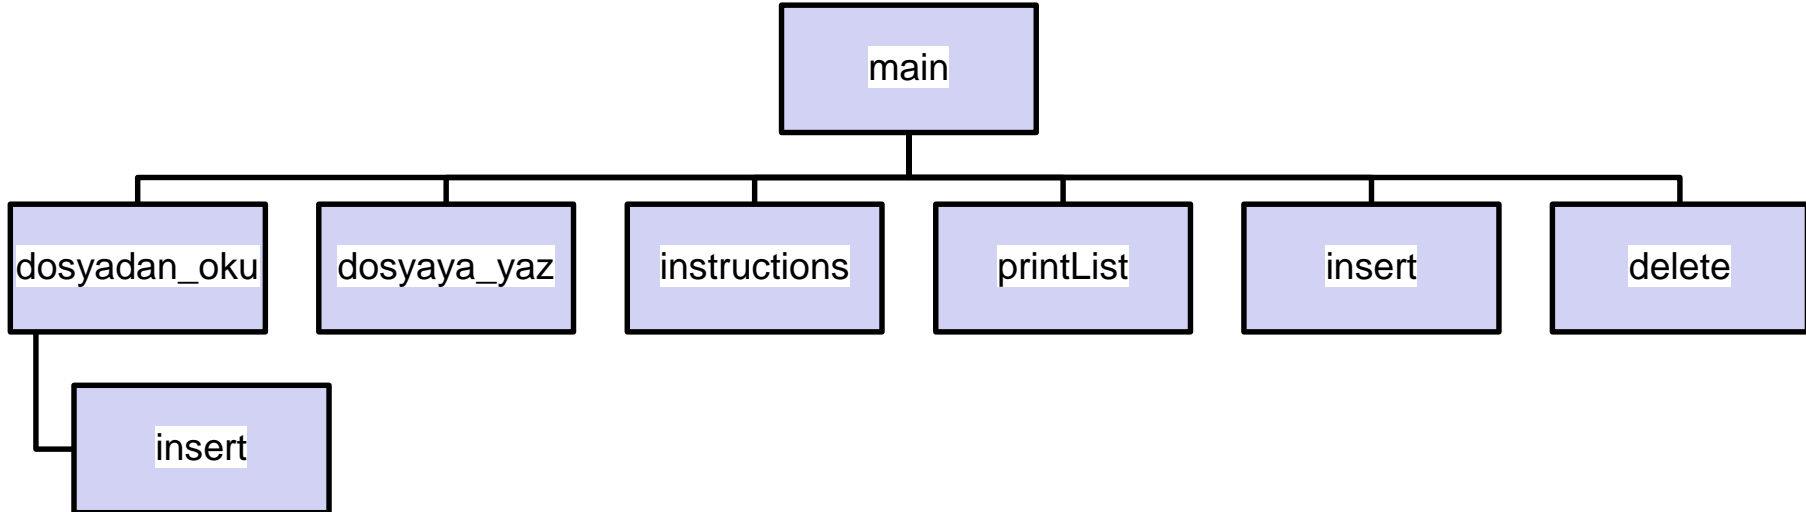 main
dosyadan_oku
dosyaya_yaz
instructions
printList
insert
delete
insert